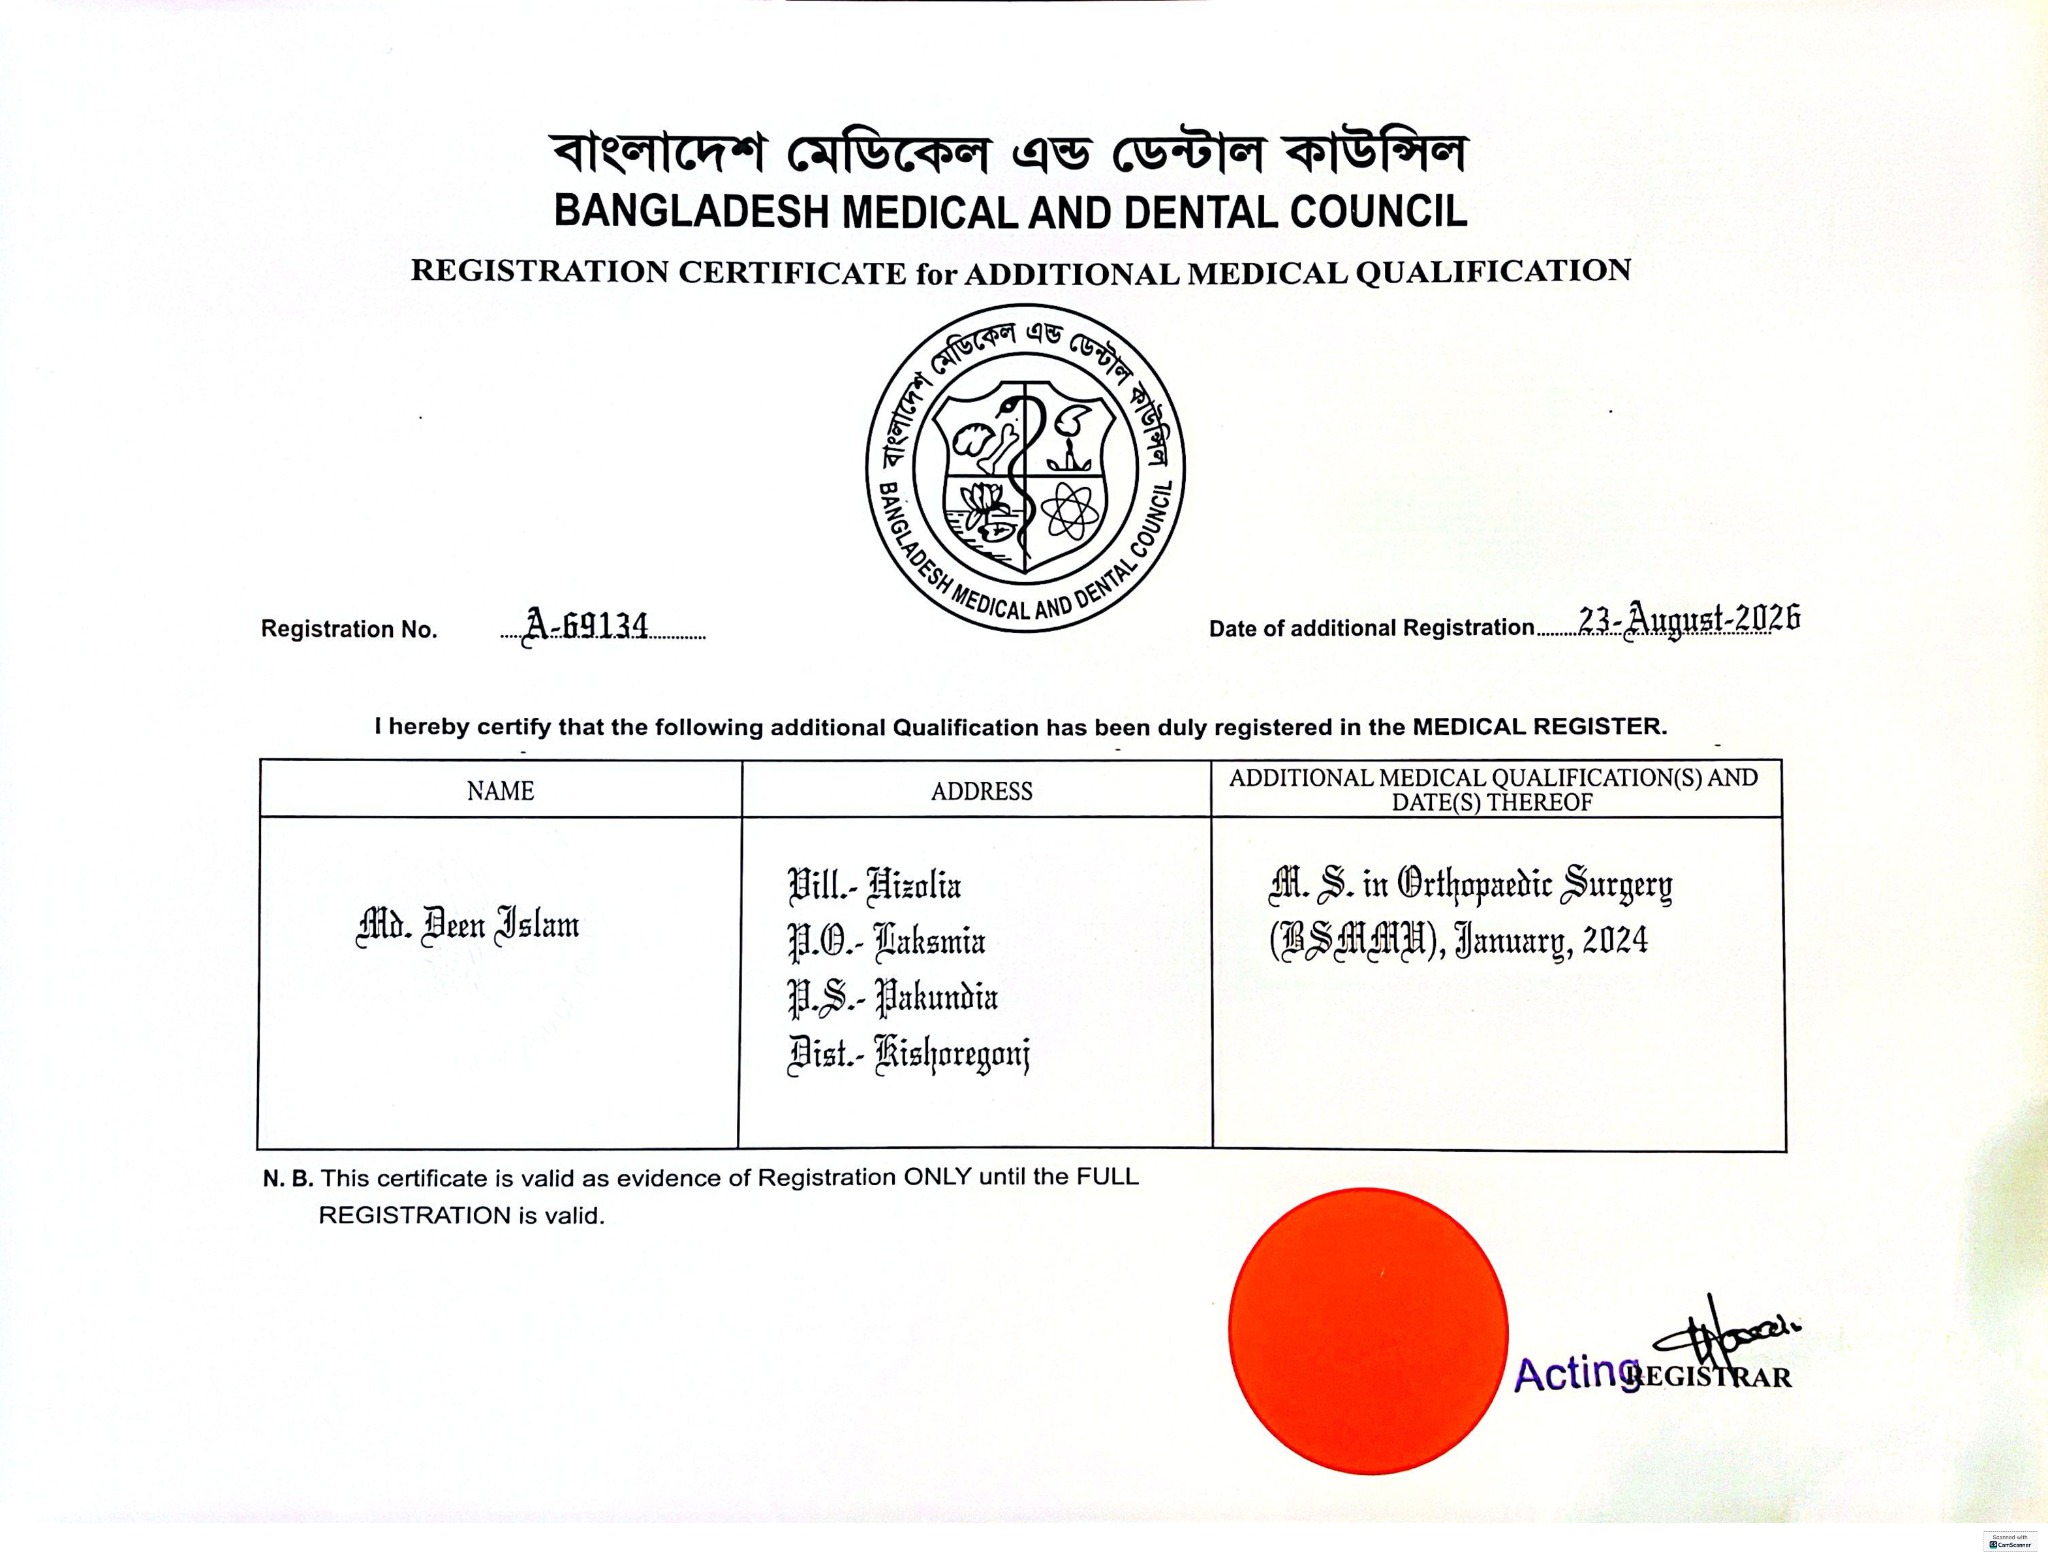 বাংলাদেশ মেডিকেল এন্ড ডেন্টাল কাউন্সিল
BANGLADESH MEDICAL AND DENTAL COUNCIL
REGISTRATION CERTIFICATE for ADDITIONAL MEDICAL QUALIFICATION
বাংলাদেশ মেডিকেল এন্ড ডেন্টাল কাউন্সিল
BANGLADESH MEDICAL AND DENTAL COUNCIL
Registration No. A-69134
Date of additional Registration 23-August-2026
I hereby certify that the following additional Qualification has been duly registered in the MEDICAL REGISTER.
NAME
ADDRESS
ADDITIONAL MEDICAL QUALIFICATION(S) AND
DATE(S) THEREOF
Md. Deen Islam
Vill.- Hizolia
P.O.- Laksmia
P.S.- Pakundia
Dist.- Kishoregonj
M. S. in Orthopaedic Surgery
(BSMMU), January, 2024
N. B. This certificate is valid as evidence of Registration ONLY until the FULL
REGISTRATION is valid.
Acting REGISTRAR
Scanned with
CamScanner